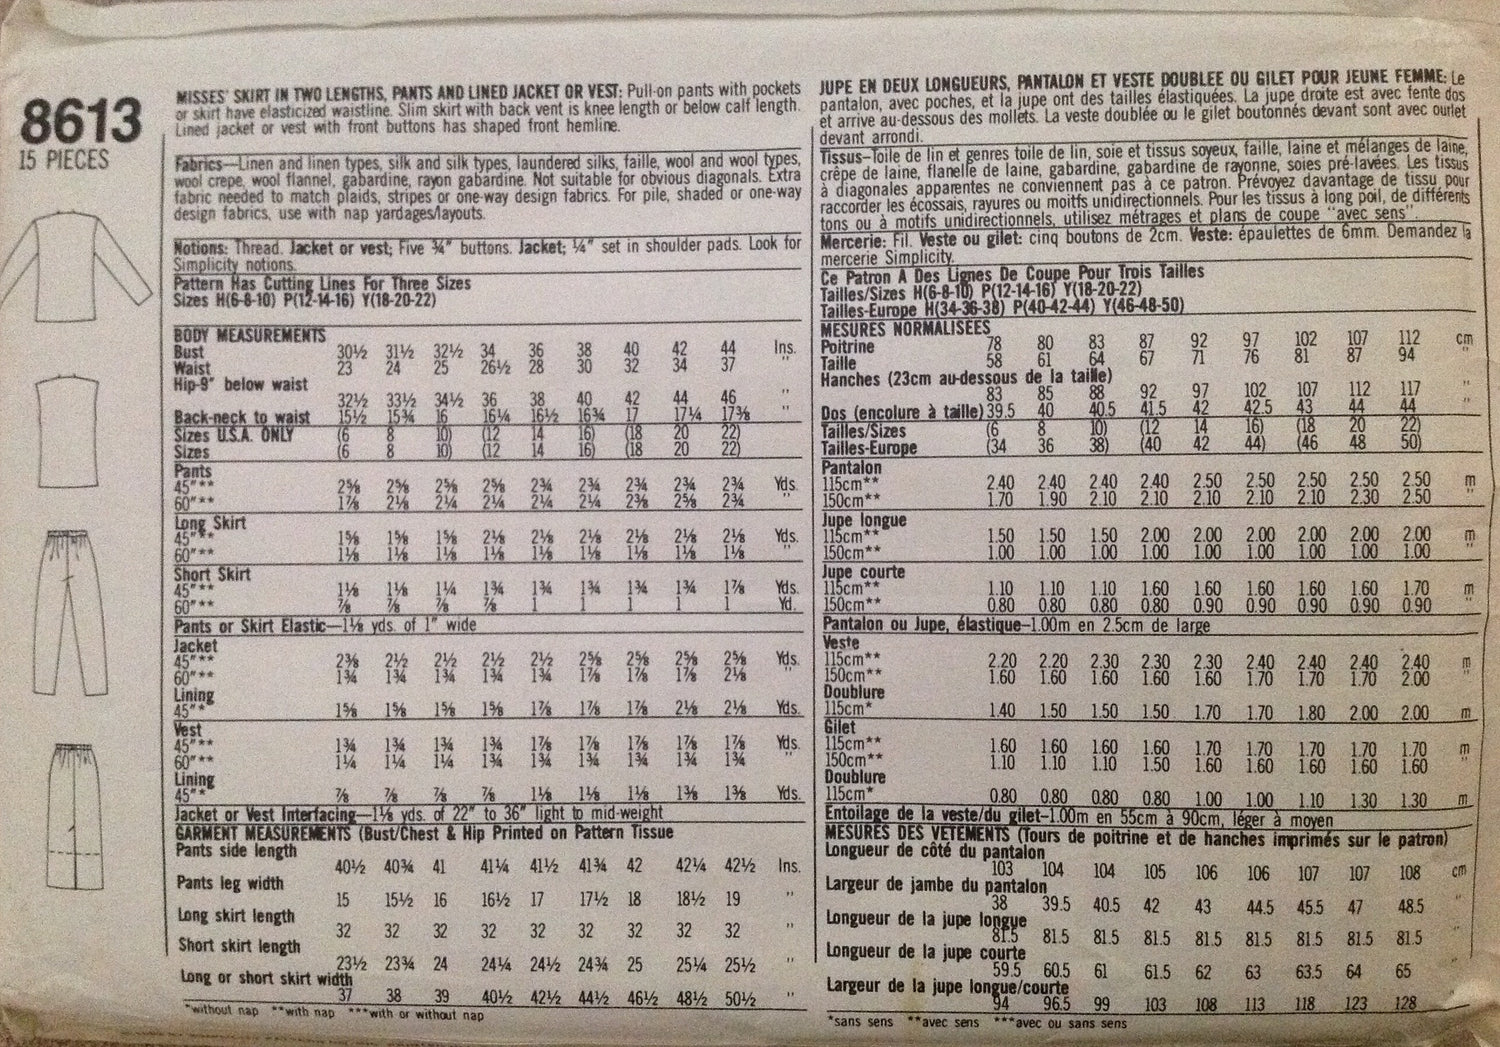 8613
15 PIECES
MISSES' SKIRT IN TWO LENGTHS, PANTS AND LINED JACKET OR VEST: Pull-on pants with pockets
or skirt have elasticized waistline. Slim skirt with back vent is knee length or below calf length.
Lined jacket or vest with front buttons has shaped front hemline.
Fabrics—Linen and linen types, silk and silk types, laundered silks, faille, wool and wool types,
wool crepe, wool flannel, gabardine, rayon gabardine. Not suitable for obvious diagonals. Extra
fabric needed to match plaids, stripes or one-way design fabrics. For pile, shaded or one-way
design fabrics, use with nap yardages/layouts.
Notions: Thread. Jacket or vest; Five ¾" buttons. Jacket; ¼" set in shoulder pads. Look for
Simplicity notions.
Pattern Has Cutting Lines For Three Sizes
Sizes H(6-8-10) P(12-14-16) Y(18-20-22)
BODY MEASUREMENTS
Bust 30½ 31½ 32½ 34 36 38 40 42 44 Ins.
Waist 23 24 25 26½ 28 30 32 34 37 "
Hip-9" below waist
32½ 33½ 34½ 36 38 40 42 44 46 "
Back-neck to waist 15½ 15¾ 16 16¼ 16½ 16¾ 17 17¼ 17⅜ "
Sizes U.S.A. ONLY (6 8 10) (12 14 16) (18 20 22)
Sizes (6 8 10) (12 14 16) (18 20 22)
Pants
45"** 2⅝ 2⅝ 2⅝ 2⅝ 2¾ 2¾ 2¾ 2¾ 2¾ Yds.
60"** 1⅞ 2⅛ 2¼ 2¼ 2¼ 2¼ 2⅜ 2⅝ 2¾ "
Long Skirt
45"** 1⅝ 1⅝ 1⅝ 2⅛ 2⅛ 2⅛ 2⅛ 2⅛ 2⅛ Yds.
60"** 1⅛ 1⅛ 1⅛ 1⅛ 1⅛ 1⅛ 1⅛ 1⅛ 1⅛ "
Short Skirt
45"** 1⅛ 1⅛ 1¼ 1¾ 1¾ 1¾ 1¾ 1¾ 1⅞ Yds.
60"** ⅞ ⅞ ⅞ ⅞ 1 1 1 1 1 Yd.
Pants or Skirt Elastic—1⅛ yds. of 1" wide
Jacket
45"** 2⅜ 2½ 2½ 2½ 2½ 2⅝ 2⅝ 2⅝ 2⅝ Yds.
60"** 1¾ 1¾ 1¾ 1¾ 1¾ 1⅞ 1⅞ 1⅞ 2⅛ "
Lining
45"* 1⅝ 1⅝ 1⅝ 1⅝ 1⅞ 1⅞ 1⅞ 2⅛ 2⅛ Yds.
Vest
45"** 1¾ 1¾ 1¾ 1¾ 1⅞ 1⅞ 1⅞ 1⅞ 1⅞ Yds.
60"** 1¼ 1¼ 1¼ 1¾ 1¾ 1¾ 1¾ 1¾ 1¾ "
Lining
45"* ⅞ ⅞ ⅞ ⅞ 1⅛ 1⅛ 1⅛ 1⅜ 1⅜ Yds.
Jacket or Vest Interfacing—1⅛ yds. of 22" to 36" light to mid-weight
GARMENT MEASUREMENTS (Bust/Chest & Hip Printed on Pattern Tissue
Pants side length
40½ 40¾ 41 41¼ 41½ 41¾ 42 42¼ 42½ Ins.
Pants leg width
15 15½ 16 16½ 17 17½ 18 18½ 19 "
Long skirt length
32 32 32 32 32 32 32 32 32 "
Short skirt length
23½ 23¾ 24 24¼ 24½ 24¾ 25 25¼ 25½ "
Long or short skirt width
37 38 39 40½ 42½ 44½ 46½ 48½ 50½ "
*without nap **with nap ***with or without nap
JUPE EN DEUX LONGUEURS, PANTALON ET VESTE DOUBLEE OU GILET POUR JEUNE FEMME: Le
pantalon, avec poches, et la jupe ont des tailles élastiquées. La jupe droite est avec fente dos
et arrive au-dessous des mollets. La veste doublée ou le gilet boutonnés devant sont avec ourlet
devant arrondi.
Tissus—Toile de lin et genres toile de lin, soie et tissus soyeux, faille, laine et mélanges de laine,
crêpe de laine, flanelle de laine, gabardine, gabardine de rayonne, soies pré-lavées. Les tissus
à diagonales apparentes ne conviennent pas à ce patron. Prévoyez davantage de tissu pour
raccorder les écossais, rayures ou moitfs unidirectionnels. Pour les tissus à long poil, de différents
tons ou à motifs unidirectionnels, utilisez métrages et plans de coupe "avec sens".
Mercerie: Fil. Veste ou gilet: cinq boutons de 2cm. Veste: épaulettes de 6mm. Demandez la
mercerie Simplicity.
Ce Patron A Des Lignes De Coupe Pour Trois Tailles
Tailles/Sizes H(6-8-10) P(12-14-16) Y(18-20-22)
Tailles-Europe H(34-36-38) P(40-42-44) Y(46-48-50)
MESURES NORMALISÉES
Poitrine 78 80 83 87 92 97 102 107 112 cm
Taille 58 61 64 67 71 76 81 87 94 "
Hanches (23cm au-dessous de la taille)
83 85 88 92 97 102 107 112 117 "
Dos (encolure à taille) 39.5 40 40.5 41.5 42 42.5 43 44 44 "
Tailles/Sizes (6 8 10) (12 14 16) (18 20 22)
Tailles-Europe (34 36 38) (40 42 44) (46 48 50)
Pantalon
115cm** 2.40 2.40 2.40 2.40 2.50 2.50 2.50 2.50 2.50 m
150cm** 1.70 1.90 2.10 2.10 2.10 2.10 2.10 2.30 2.50 "
Jupe longue
115cm** 1.50 1.50 1.50 2.00 2.00 2.00 2.00 2.00 2.00 m
150cm** 1.00 1.00 1.00 1.00 1.00 1.00 1.00 1.00 1.00 "
Jupe courte
115cm** 1.10 1.10 1.10 1.60 1.60 1.60 1.60 1.60 1.70 m
150cm** 0.80 0.80 0.80 0.80 0.90 0.90 0.90 0.90 0.90 "
Pantalon ou Jupe, élastique—1.00m en 2.5cm de large
Veste
115cm** 2.20 2.20 2.30 2.30 2.30 2.40 2.40 2.40 2.40 m
150cm** 1.60 1.60 1.60 1.60 1.60 1.70 1.70 1.70 2.00 "
Doublure
115cm* 1.40 1.50 1.50 1.50 1.70 1.70 1.80 2.00 2.00 m
Gilet
115cm** 1.60 1.60 1.60 1.60 1.70 1.70 1.70 1.70 1.70 m
150cm** 1.10 1.10 1.10 1.50 1.60 1.60 1.60 1.60 1.60 "
Doublure
115cm* 0.80 0.80 0.80 0.80 1.00 1.00 1.10 1.30 1.30 m
Entoilage de la veste/du gilet—1.00m en 55cm à 90cm, léger à moyen
MESURES DES VETEMENTS (Tours de poitrine et de hanches imprimés sur le patron)
Longueur de côté du pantalon
103 104 104 105 106 106 107 107 108 cm
Largeur de jambe du pantalon
38 39.5 40.5 42 43 44.5 45.5 47 48.5 "
Longueur de la jupe longue
81.5 81.5 81.5 81.5 81.5 81.5 81.5 81.5 81.5 "
Longueur de la jupe courte
59.5 60.5 61 61.5 62 63 63.5 64 65 "
Largeur de la jupe longue/courte
94 96.5 99 103 108 113 118 123 128 "
*sans sens **avec sens ***avec ou sans sens